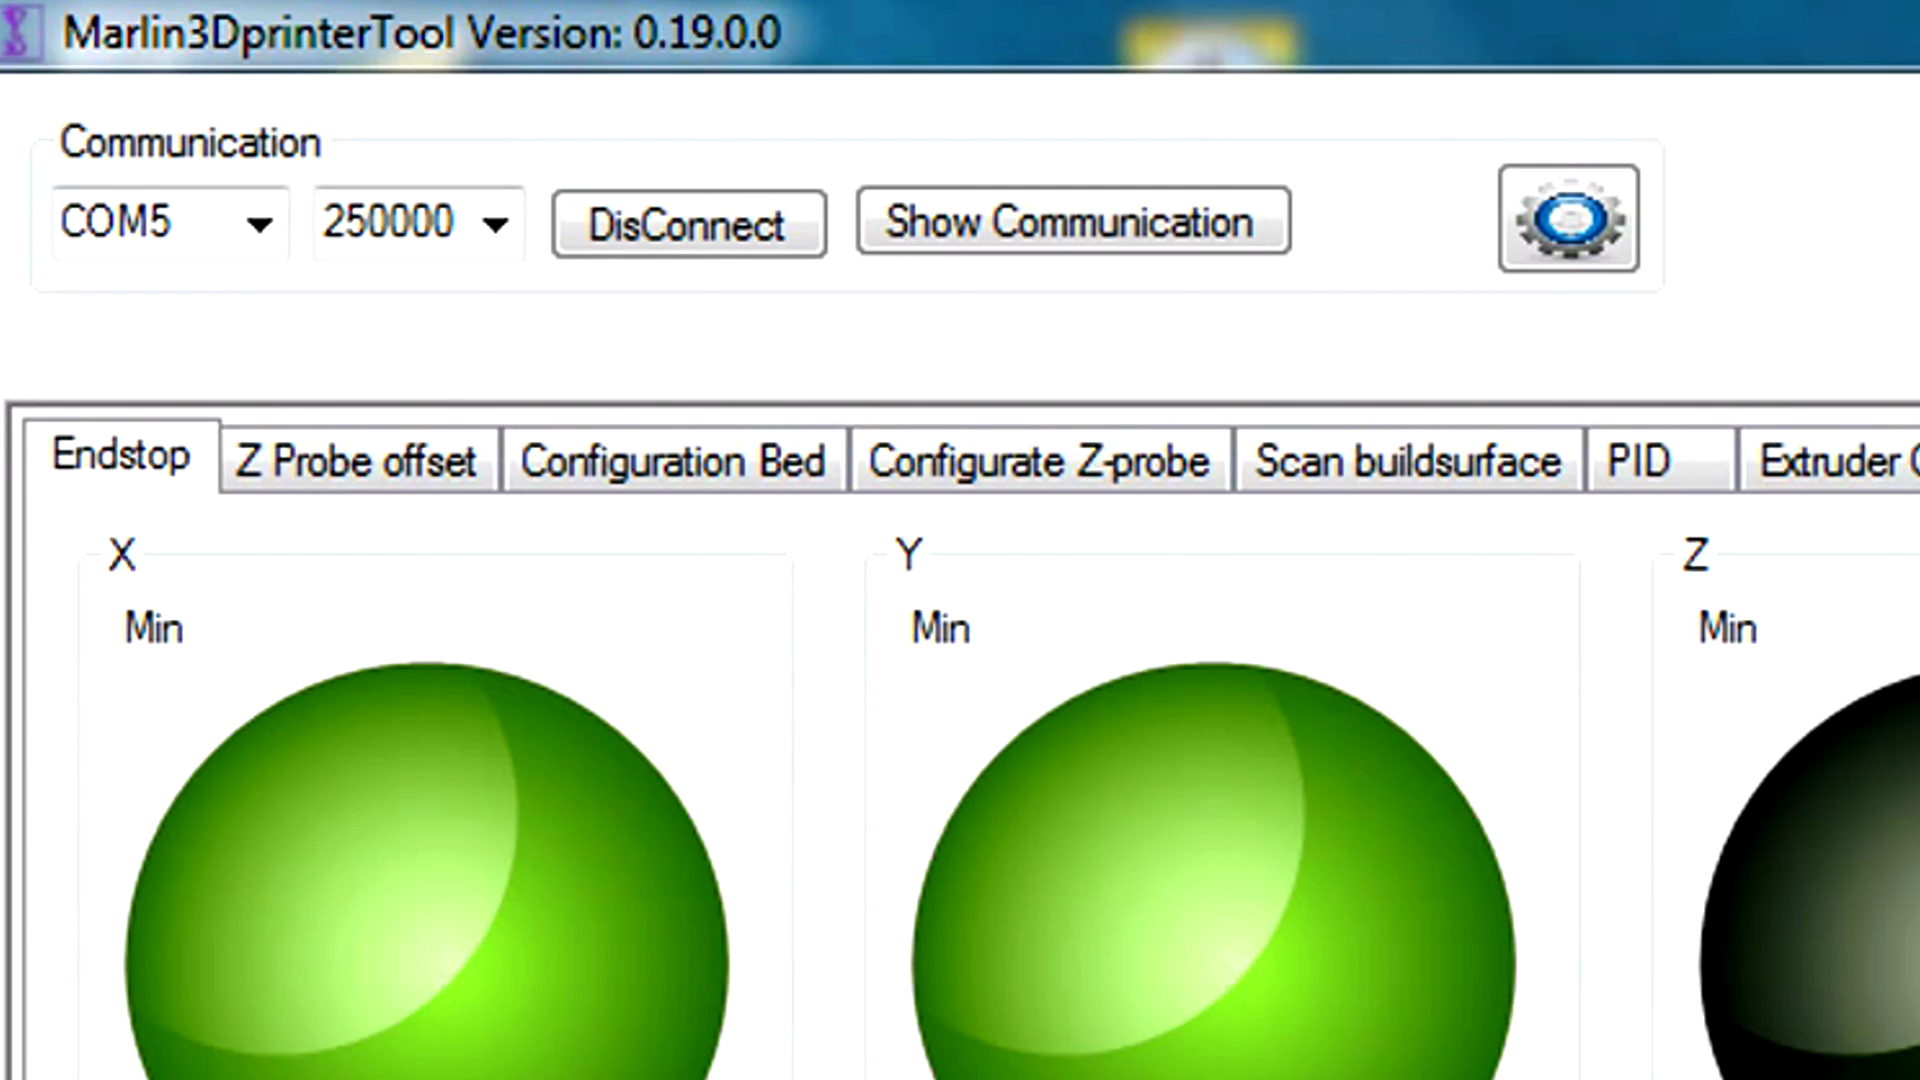 Marlin3DprinterTool Version: 0.19.0.0
Communication
COM5 250000 DisConnect Show Communication
Endstop Z Probe offset Configuration Bed Configurate Z-probe Scan buildsurface PID Extruder
X Y Z
Min Min Min